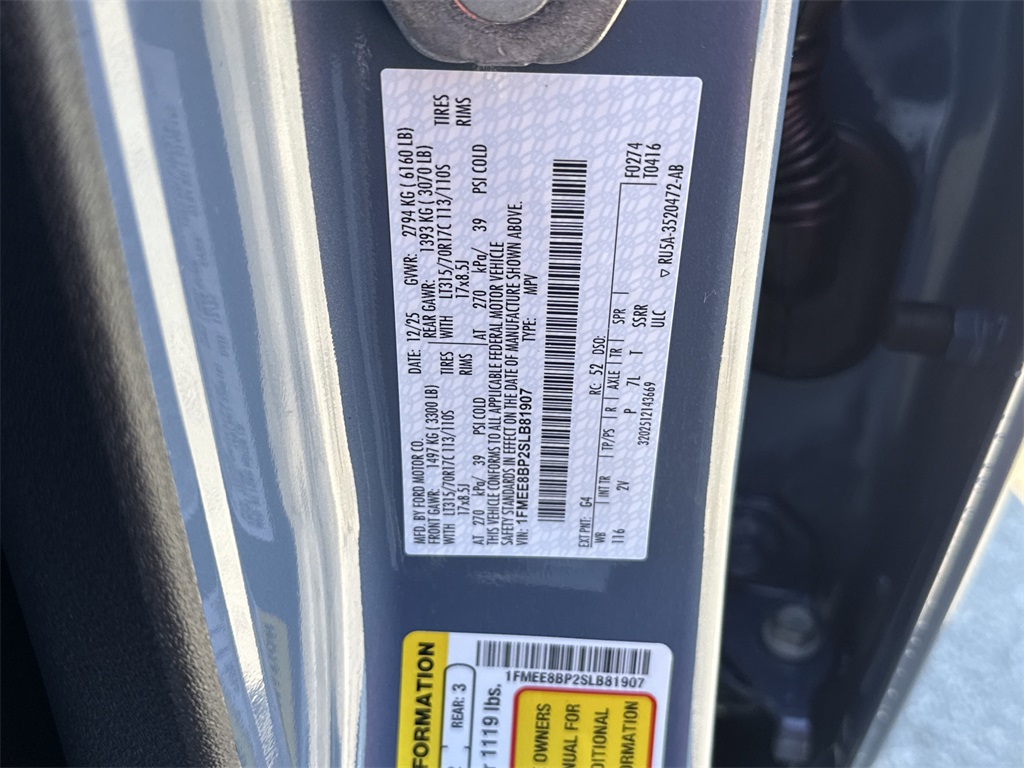 MFD. BY FORD MOTOR CO.
DATE: 12/25 GVWR: 2794 KG ( 6160 LB)
FRONT GAWR: 1497 KG ( 3300 LB) REAR GAWR: 1393 KG ( 3070 LB)
WITH LT315/70R17C 113/110S TIRES WITH LT315/70R17C 113/110S TIRES
17x8.5J RIMS 17x8.5J RIMS
AT 270 kPa/ 39 PSI COLD AT 270 kPa/ 39 PSI COLD
THIS VEHICLE CONFORMS TO ALL APPLICABLE FEDERAL MOTOR VEHICLE
SAFETY STANDARDS IN EFFECT ON THE DATE OF MANUFACTURE SHOWN ABOVE.
VIN: 1FMEE8BP2SLB81907 TYPE: MPV
EXT PNT: G4 RC: 52 DSO: F0274
WB INT TR TP/PS R AXLE TR SPR T0416
116 2V P 7L T SSRR
ULC
3202512143669 ▽ RU5A-3520472-AB
1FMEE8BP2SLB81907
FORMATION
REAR: 3
1119 lbs.
OWNERS
FOR
ORMATION